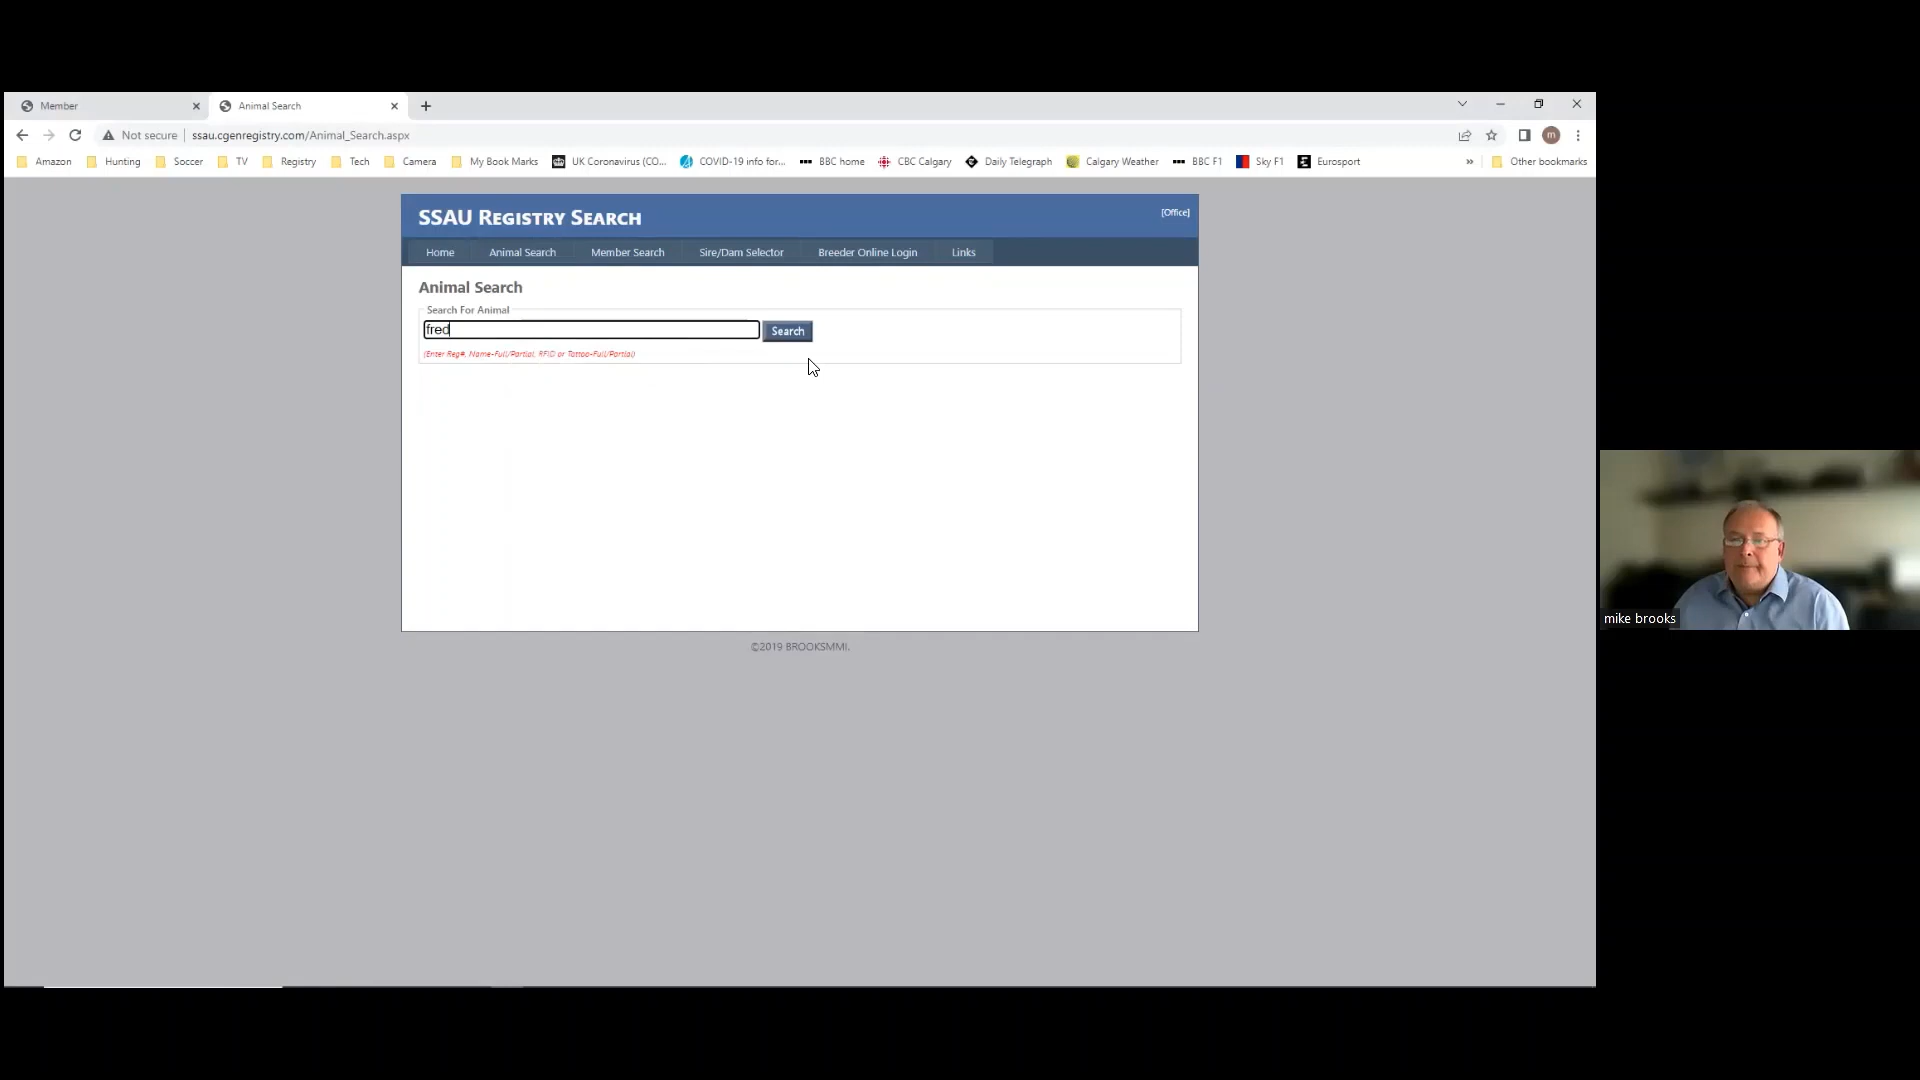 Member
Animal Search
Not secure
ssau.cgenregistry.com/Animal_Search.aspx
m
Amazon
Hunting
Soccer
TV
Registry
Tech
Camera
My Book Marks
UK Coronavirus (CO...
COVID-19 info for...
BBC home
CBC Calgary
Daily Telegraph
Calgary Weather
BBC F1
Sky F1
Eurosport
»
Other bookmarks
SSAU REGISTRY SEARCH
[Office]
Home
Animal Search
Member Search
Sire/Dam Selector
Breeder Online Login
Links
Animal Search
Search For Animal
fred
Search
(Enter Reg#, Name-Full/Partial, RFID or Tattoo-Full/Partial)
©2019 BROOKSMMI.
mike brooks